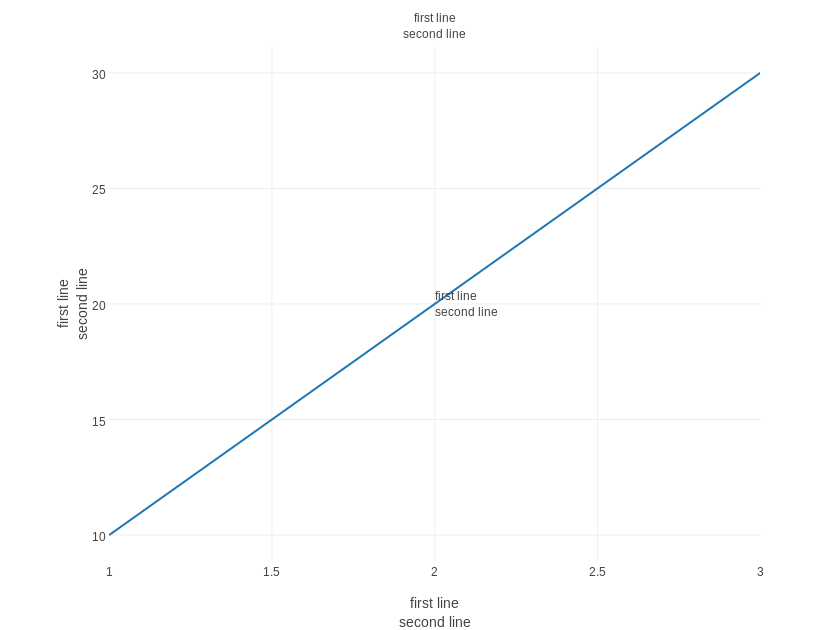 first line
second line
30
25
20
15
10
first line
second line
first line
second line
1
1.5
2
2.5
3
first line
second line